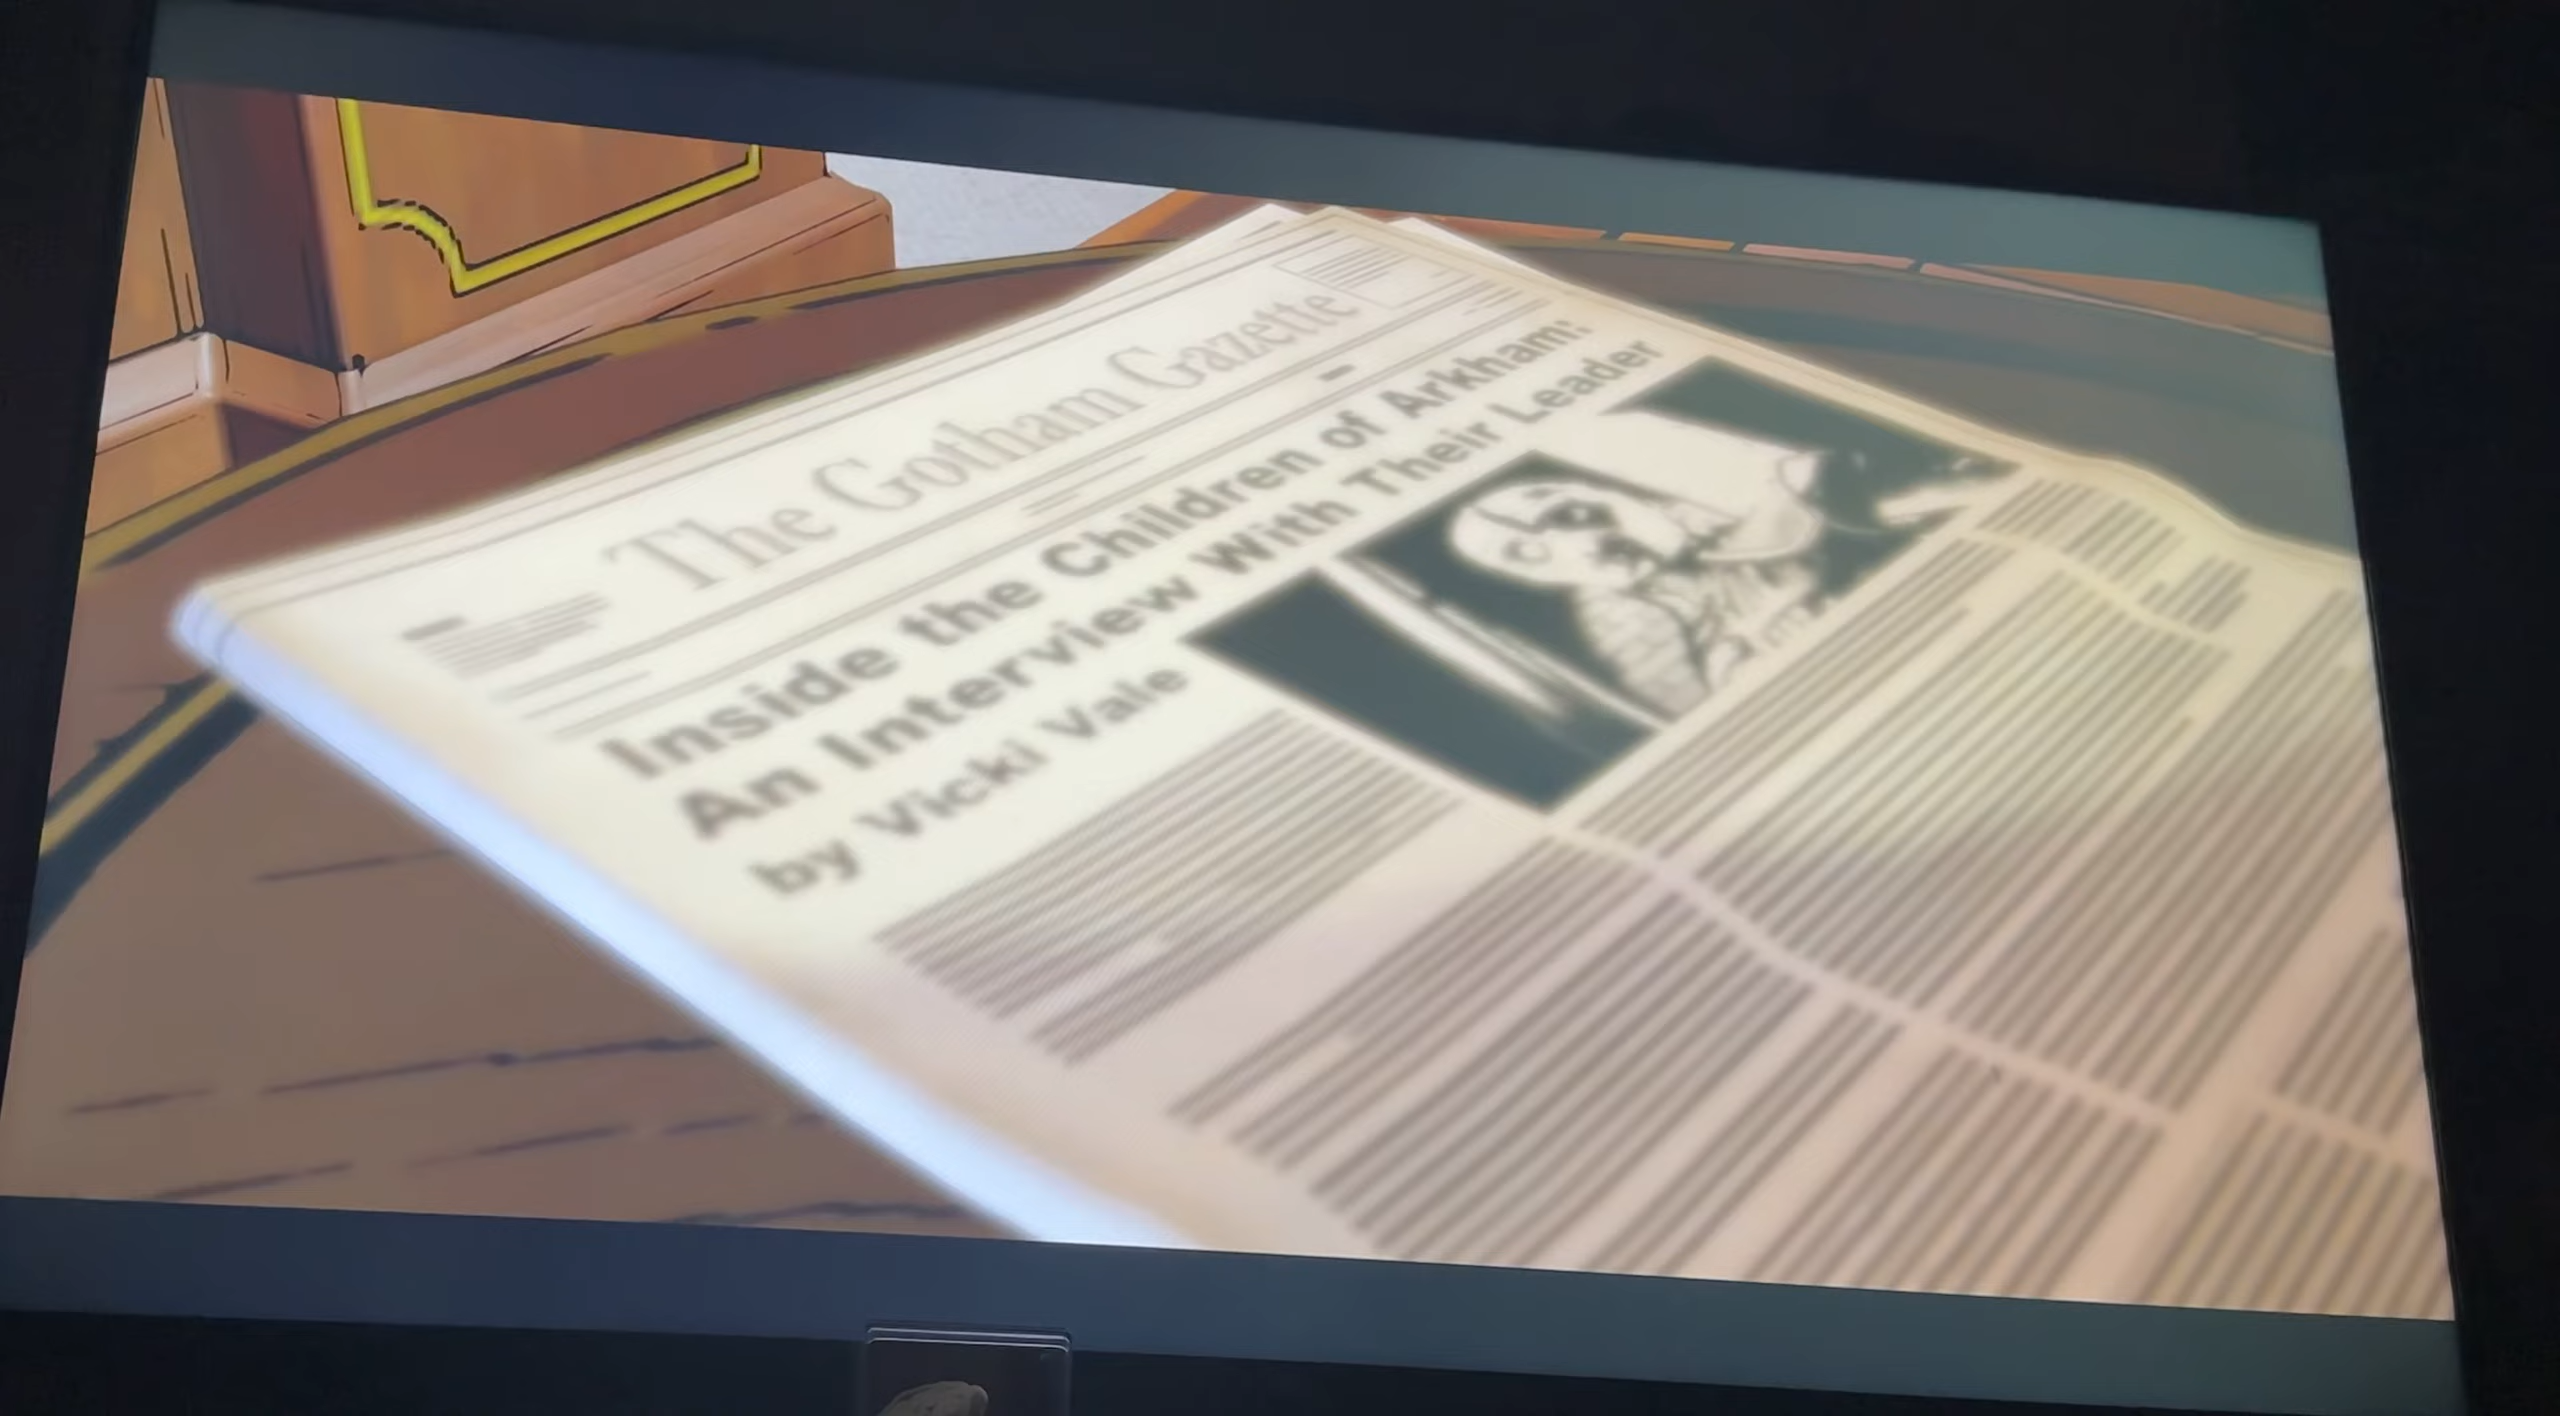 The Gotham Gazette
Inside the Children of Arkham:
An Interview With Their Leader
by Vicki Vale